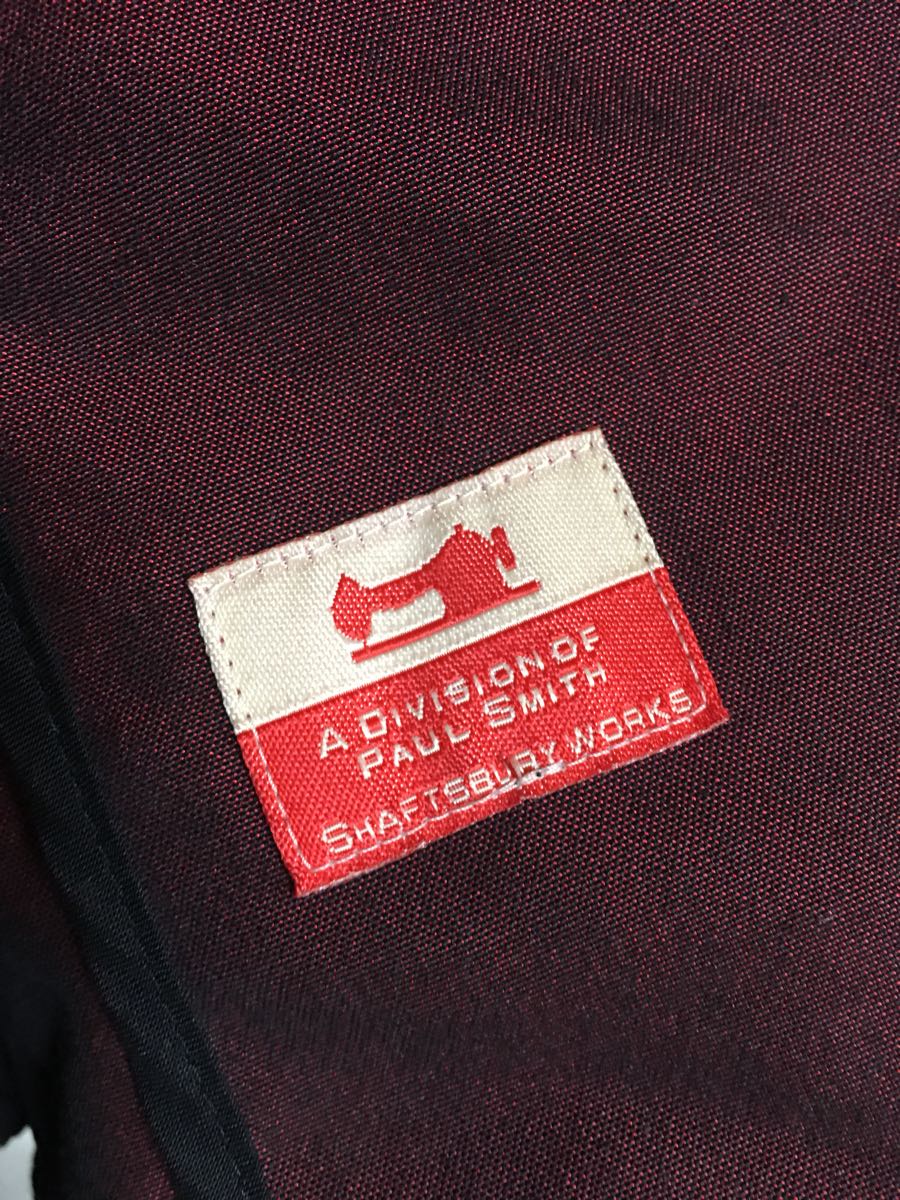 A DIVISION OF
PAUL SMITH
SHAFTSBURY WORKS